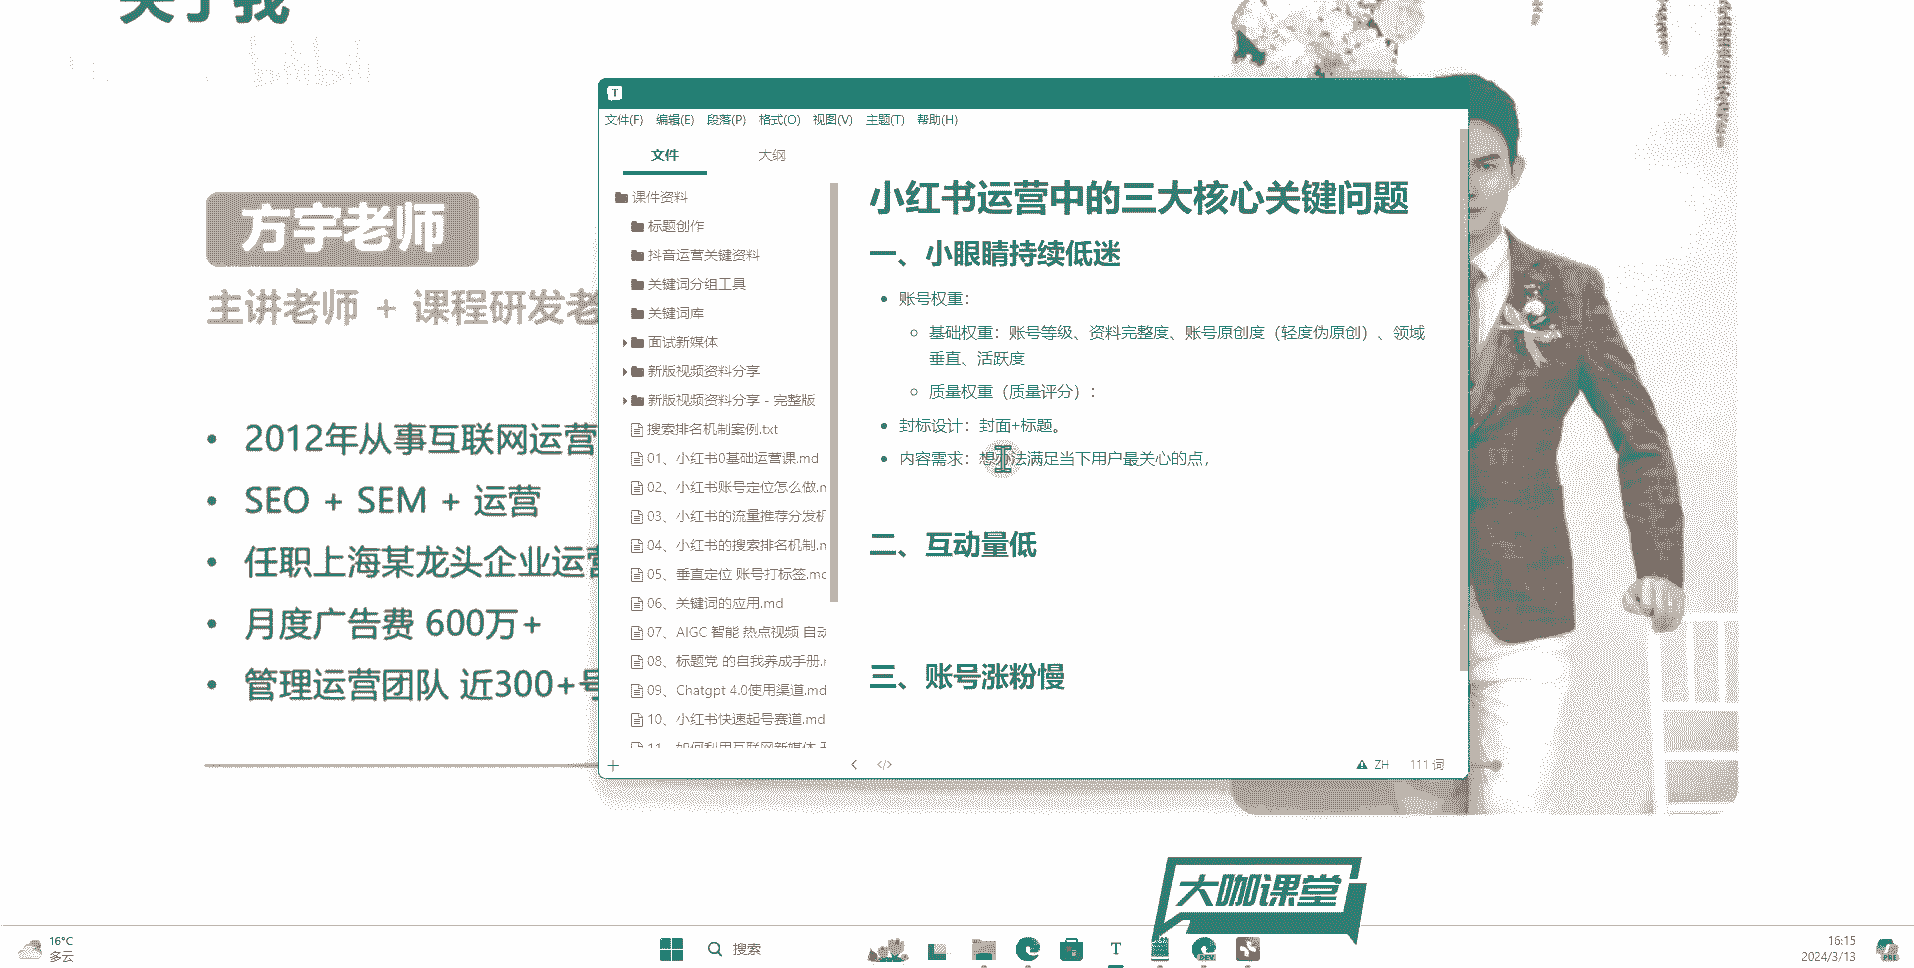 关于我
bilibili
方宇老师
主讲老师 + 课程研发老
2012年从事互联网运营
SEO + SEM + 运营
任职上海某龙头企业运营
月度广告费 600万+
管理运营团队 近300+号
T
文件(F) 编辑(E) 段落(P) 格式(O) 视图(V) 主题(T) 帮助(H)
文件 大纲
课件资料
标题创作
抖音运营关键资料
关键词分组工具
关键词库
面试新媒体
新版视频资料分享
新版视频资料分享 - 完整版
搜索排名机制案例.txt
01、小红书0基础运营课.md
02、小红书账号定位怎么做.n
03、小红书的流量推荐分发机
04、小红书的搜索排名机制.n
05、垂直定位 账号打标签.mc
06、关键词的应用.md
07、AIGC 智能 热点视频 自动
08、标题党 的自我养成手册.r
09、Chatgpt 4.0使用渠道.md
10、小红书快速起号赛道.md
11、如何利用互联网新媒体
小红书运营中的三大核心关键问题
一、小眼睛持续低迷
账号权重：
基础权重：账号等级、资料完整度、账号原创度（轻度伪原创）、领域
垂直、活跃度
质量权重（质量评分）：
封标设计：封面+标题。
内容需求：想办法满足当下用户最关心的点，
二、互动量低
三、账号涨粉慢
ZH 111 词
大咖课堂
16°C
多云
搜索
T
DEV
16:15
2024/3/13
PRE